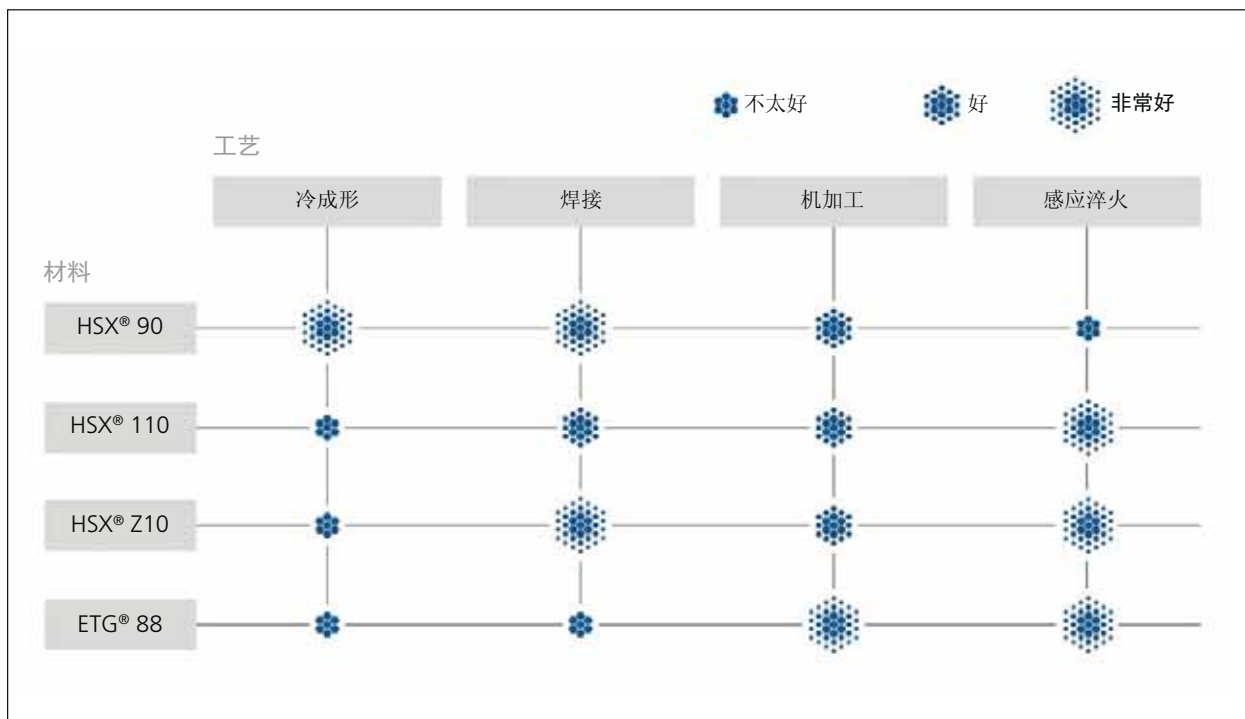 不太好 好 非常好
工艺
冷成形 焊接 机加工 感应淬火
材料
HSX® 90
HSX® 110
HSX® Z10
ETG® 88